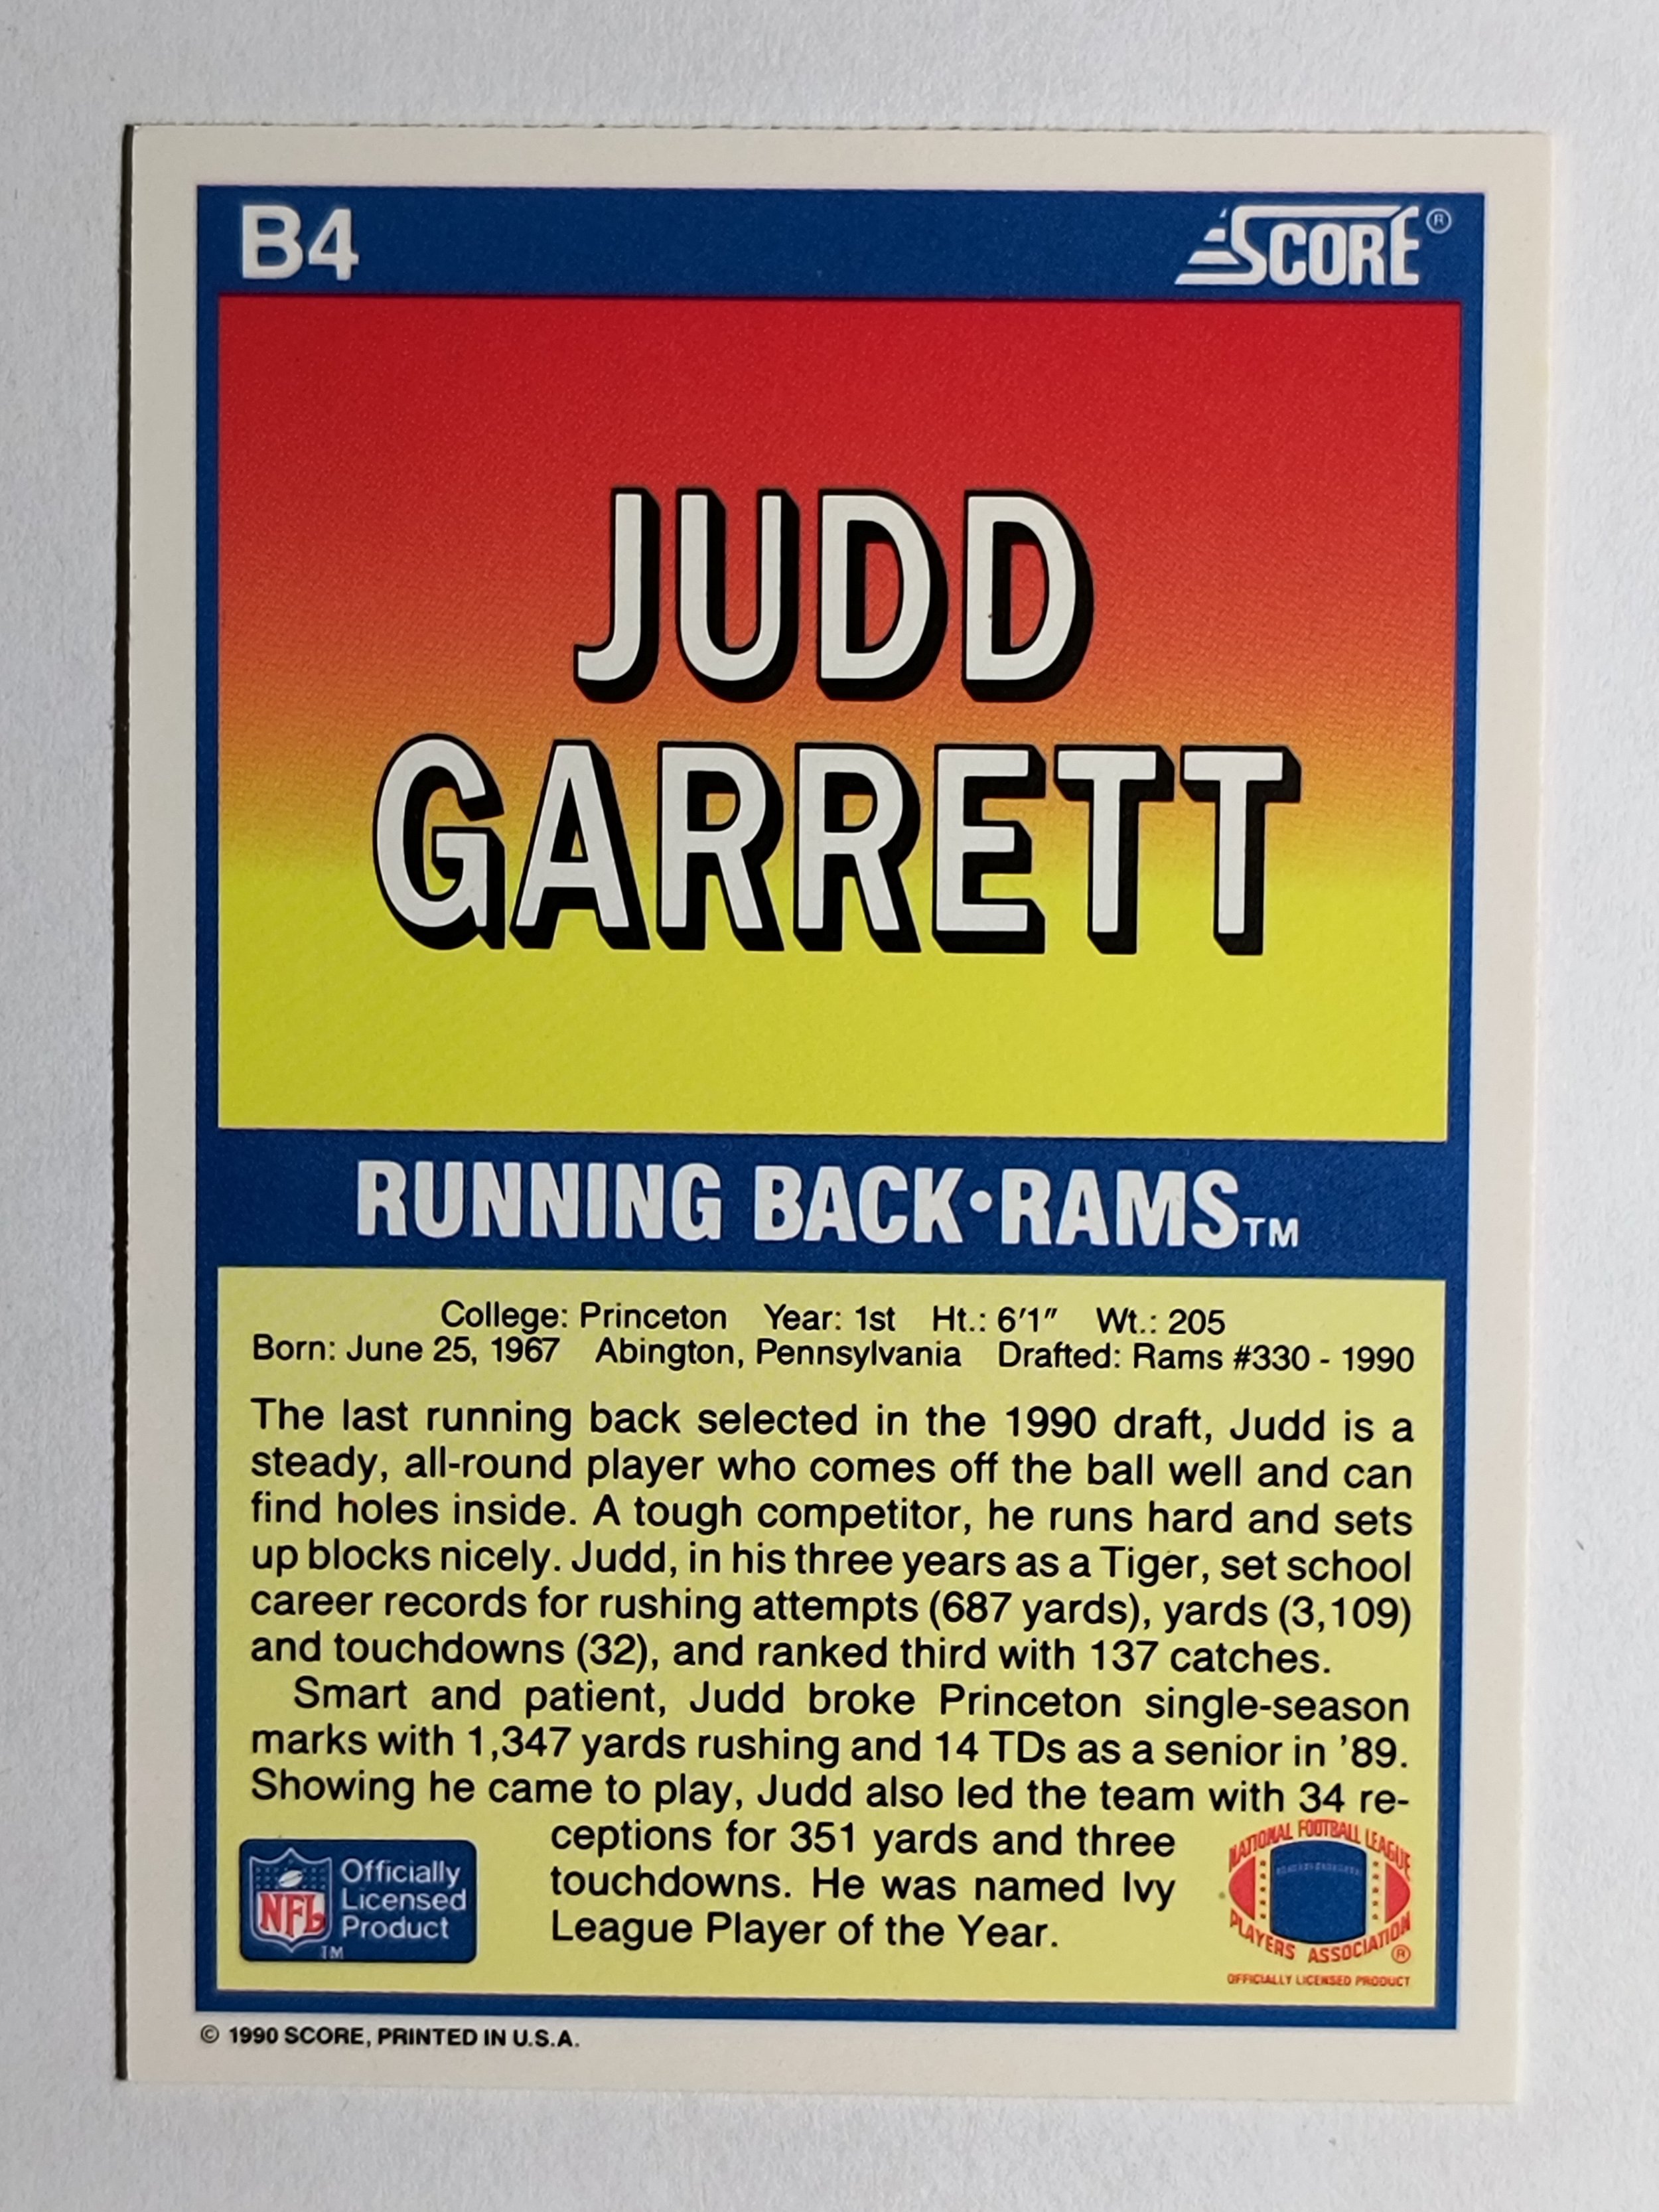 B4 SCORE®
JUDD
GARRETT
RUNNING BACK•RAMS™
College: Princeton Year: 1st Ht.: 6'1" Wt.: 205
Born: June 25, 1967 Abington, Pennsylvania Drafted: Rams #330 - 1990
The last running back selected in the 1990 draft, Judd is a
steady, all-round player who comes off the ball well and can
find holes inside. A tough competitor, he runs hard and sets
up blocks nicely. Judd, in his three years as a Tiger, set school
career records for rushing attempts (687 yards), yards (3,109)
and touchdowns (32), and ranked third with 137 catches.
Smart and patient, Judd broke Princeton single-season
marks with 1,347 yards rushing and 14 TDs as a senior in '89.
Showing he came to play, Judd also led the team with 34 re-
ceptions for 351 yards and three
touchdowns. He was named Ivy
League Player of the Year.
NFL
Officially
Licensed
Product
TM
NATIONAL FOOTBALL LEAGUE
PLAYERS ASSOCIATION®
OFFICIALLY LICENSED PRODUCT
© 1990 SCORE, PRINTED IN U.S.A.